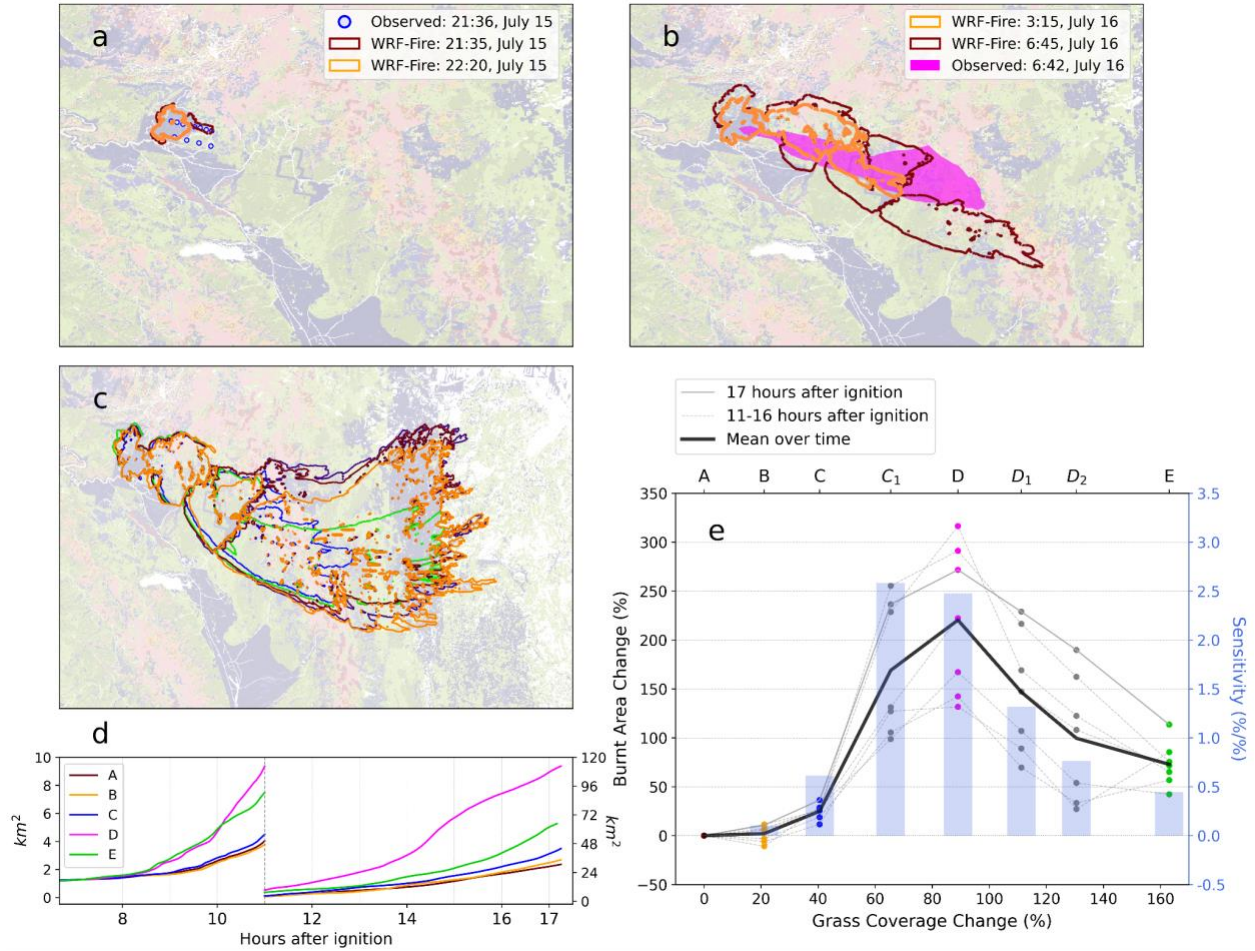 a
Observed: 21:36, July 15
WRF-Fire: 21:35, July 15
WRF-Fire: 22:20, July 15
b
WRF-Fire: 3:15, July 16
WRF-Fire: 6:45, July 16
Observed: 6:42, July 16
c
17 hours after ignition
11-16 hours after ignition
Mean over time
d
10
8
6
4
2
0
km²
A
B
C
D
E
8
10
12
14
16
17
Hours after ignition
120
96
72
48
24
0
km²
e
A B C C₁ D D₁ D₂ E
350
300
250
200
150
100
50
0
−50
Burnt Area Change (%)
3.5
3.0
2.5
2.0
1.5
1.0
0.5
0.0
-0.5
Sensitivity (%/%)
0 20 40 60 80 100 120 140 160
Grass Coverage Change (%)